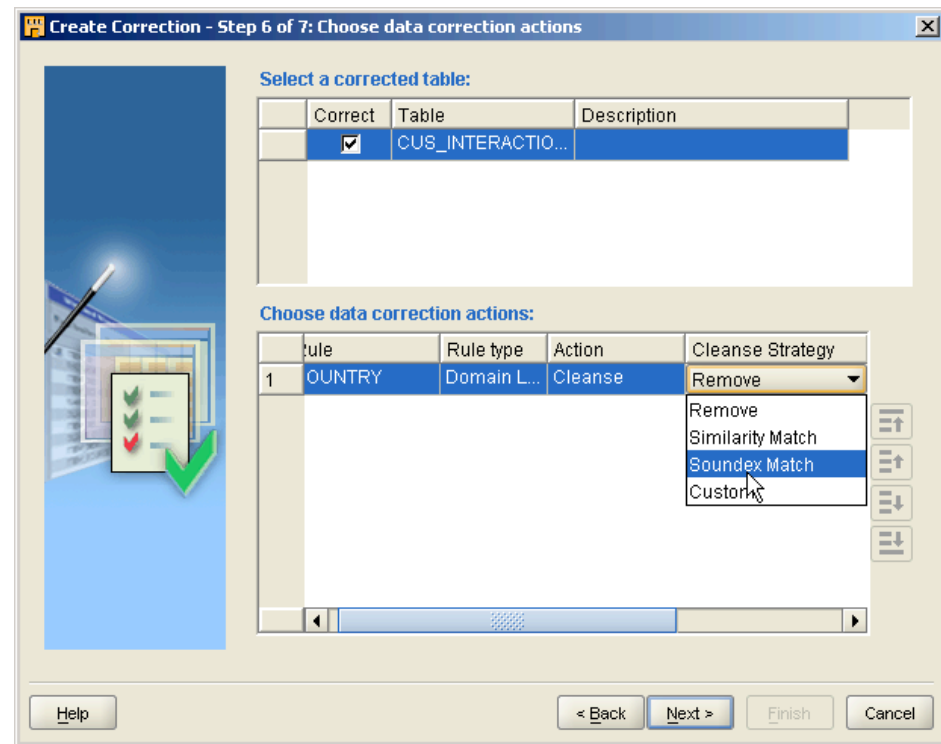 Create Correction - Step 6 of 7: Choose data correction actions
Select a corrected table:
Correct Table Description
CUS_INTERACTIO...
Choose data correction actions:
:ule Rule type Action Cleanse Strategy
1 OUNTRY Domain L... Cleanse Remove
Remove
Similarity Match
Soundex Match
Custom
Help < Back Next > Finish Cancel